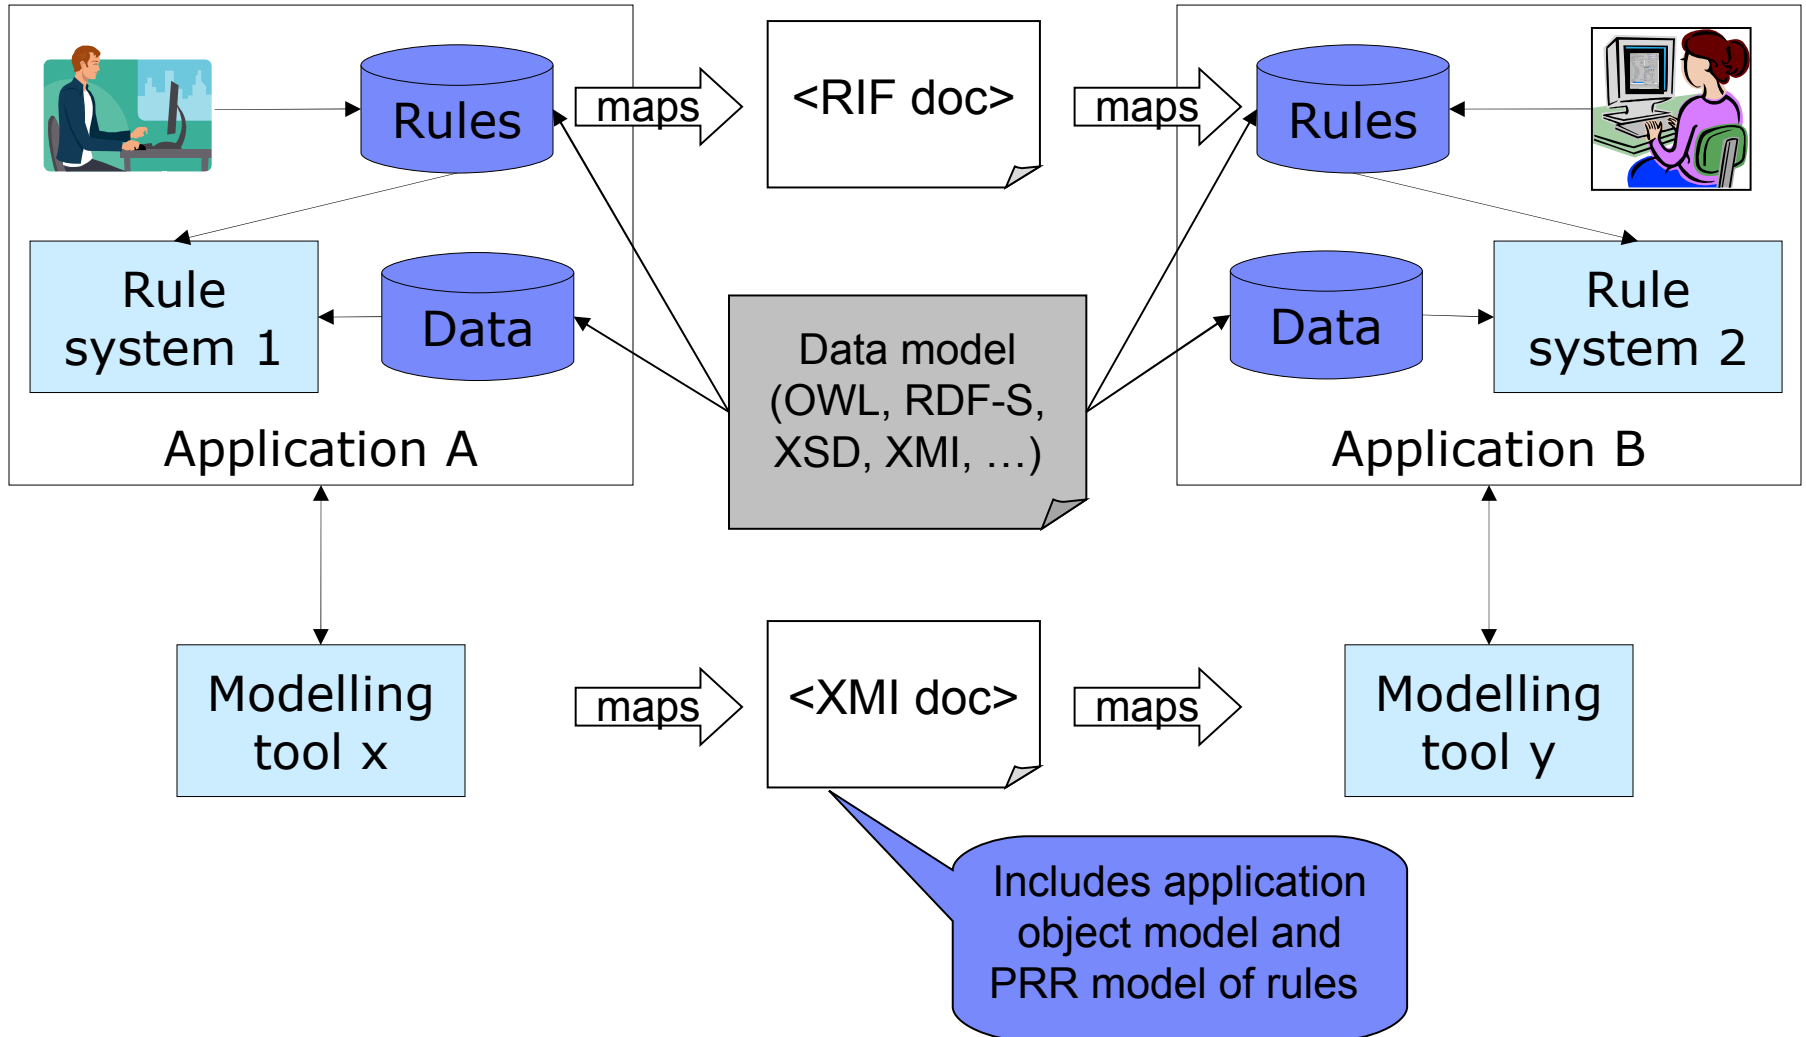 Rules
maps
<RIF doc>
maps
Rules
Rule
system 1
Data
Application A
Data model
(OWL, RDF-S,
XSD, XMI, …)
Data
Rule
system 2
Application B
Modelling
tool x
maps
<XMI doc>
maps
Modelling
tool y
Includes application
object model and
PRR model of rules